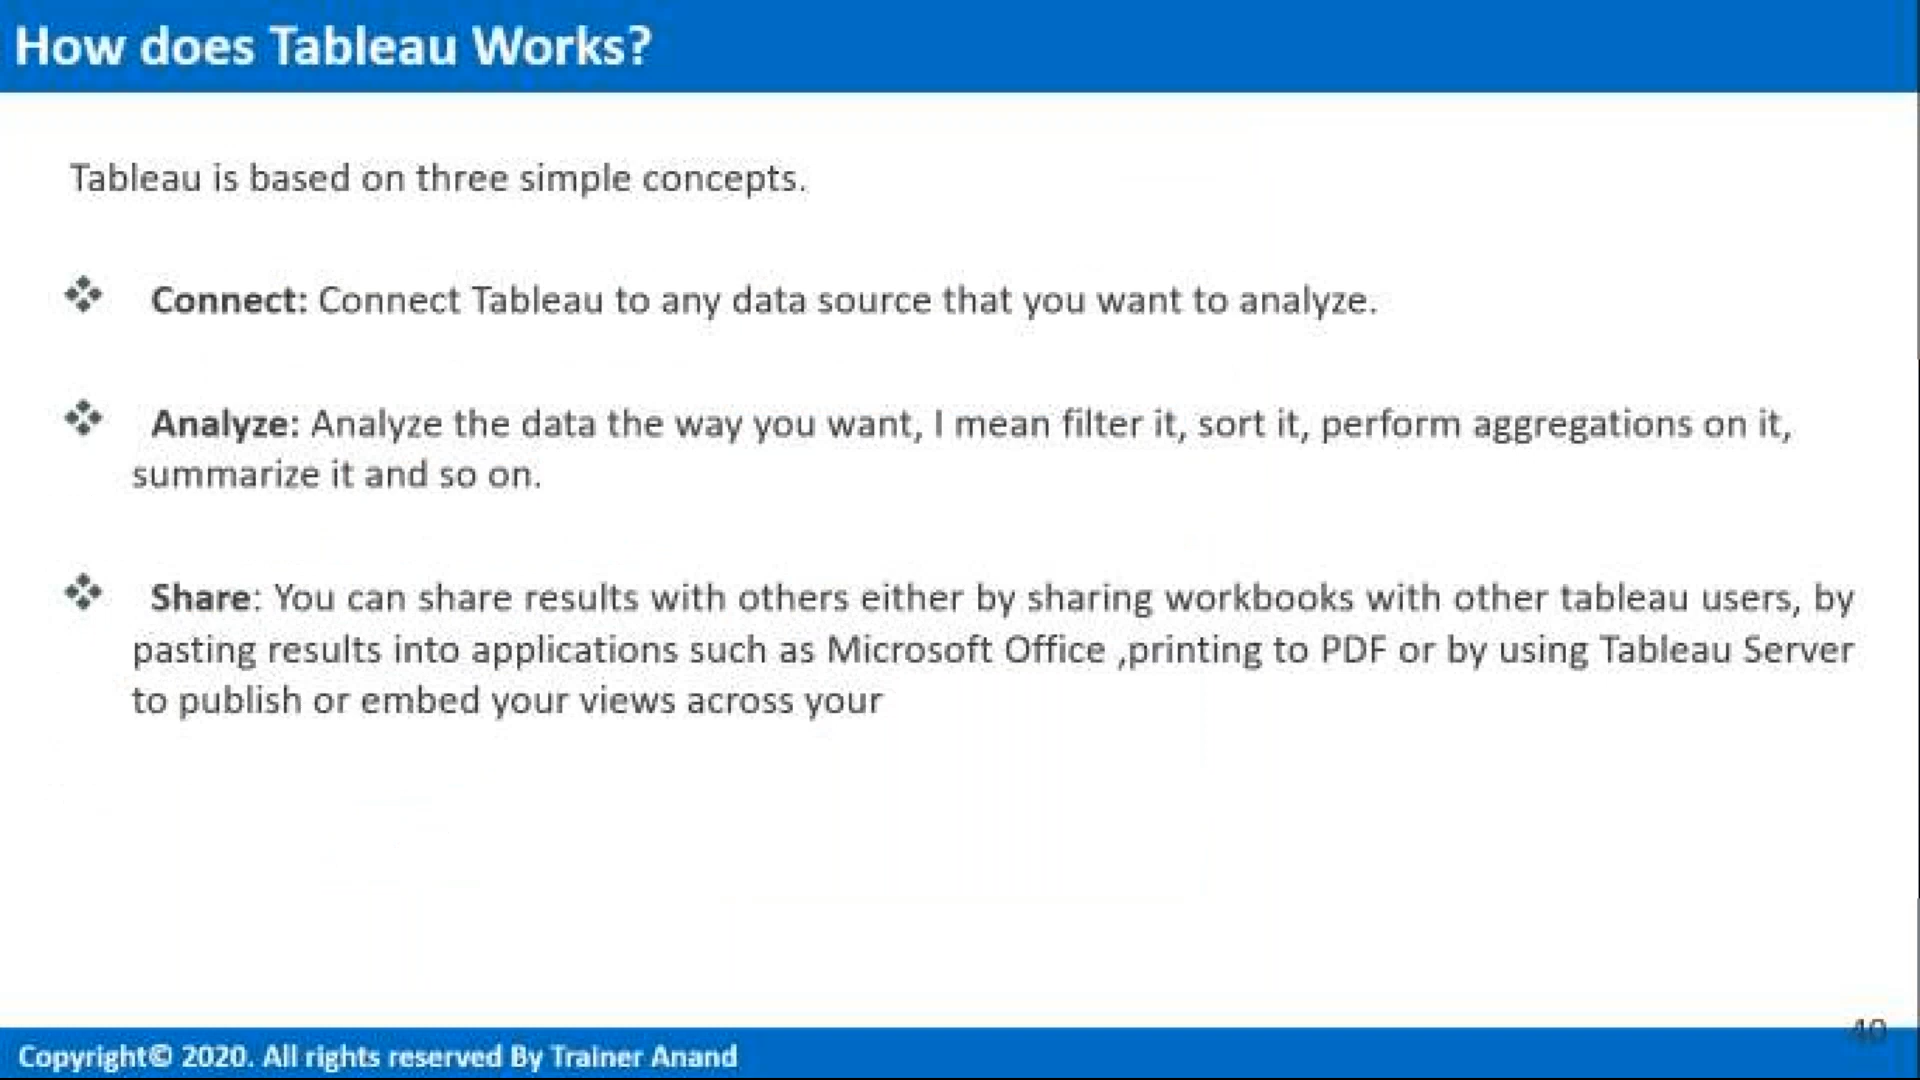 How does Tableau Works?
Tableau is based on three simple concepts.
❖ Connect: Connect Tableau to any data source that you want to analyze.
❖ Analyze: Analyze the data the way you want, I mean filter it, sort it, perform aggregations on it,
summarize it and so on.
❖ Share: You can share results with others either by sharing workbooks with other tableau users, by
pasting results into applications such as Microsoft Office ,printing to PDF or by using Tableau Server
to publish or embed your views across your
40
Copyright© 2020. All rights reserved By Trainer Anand